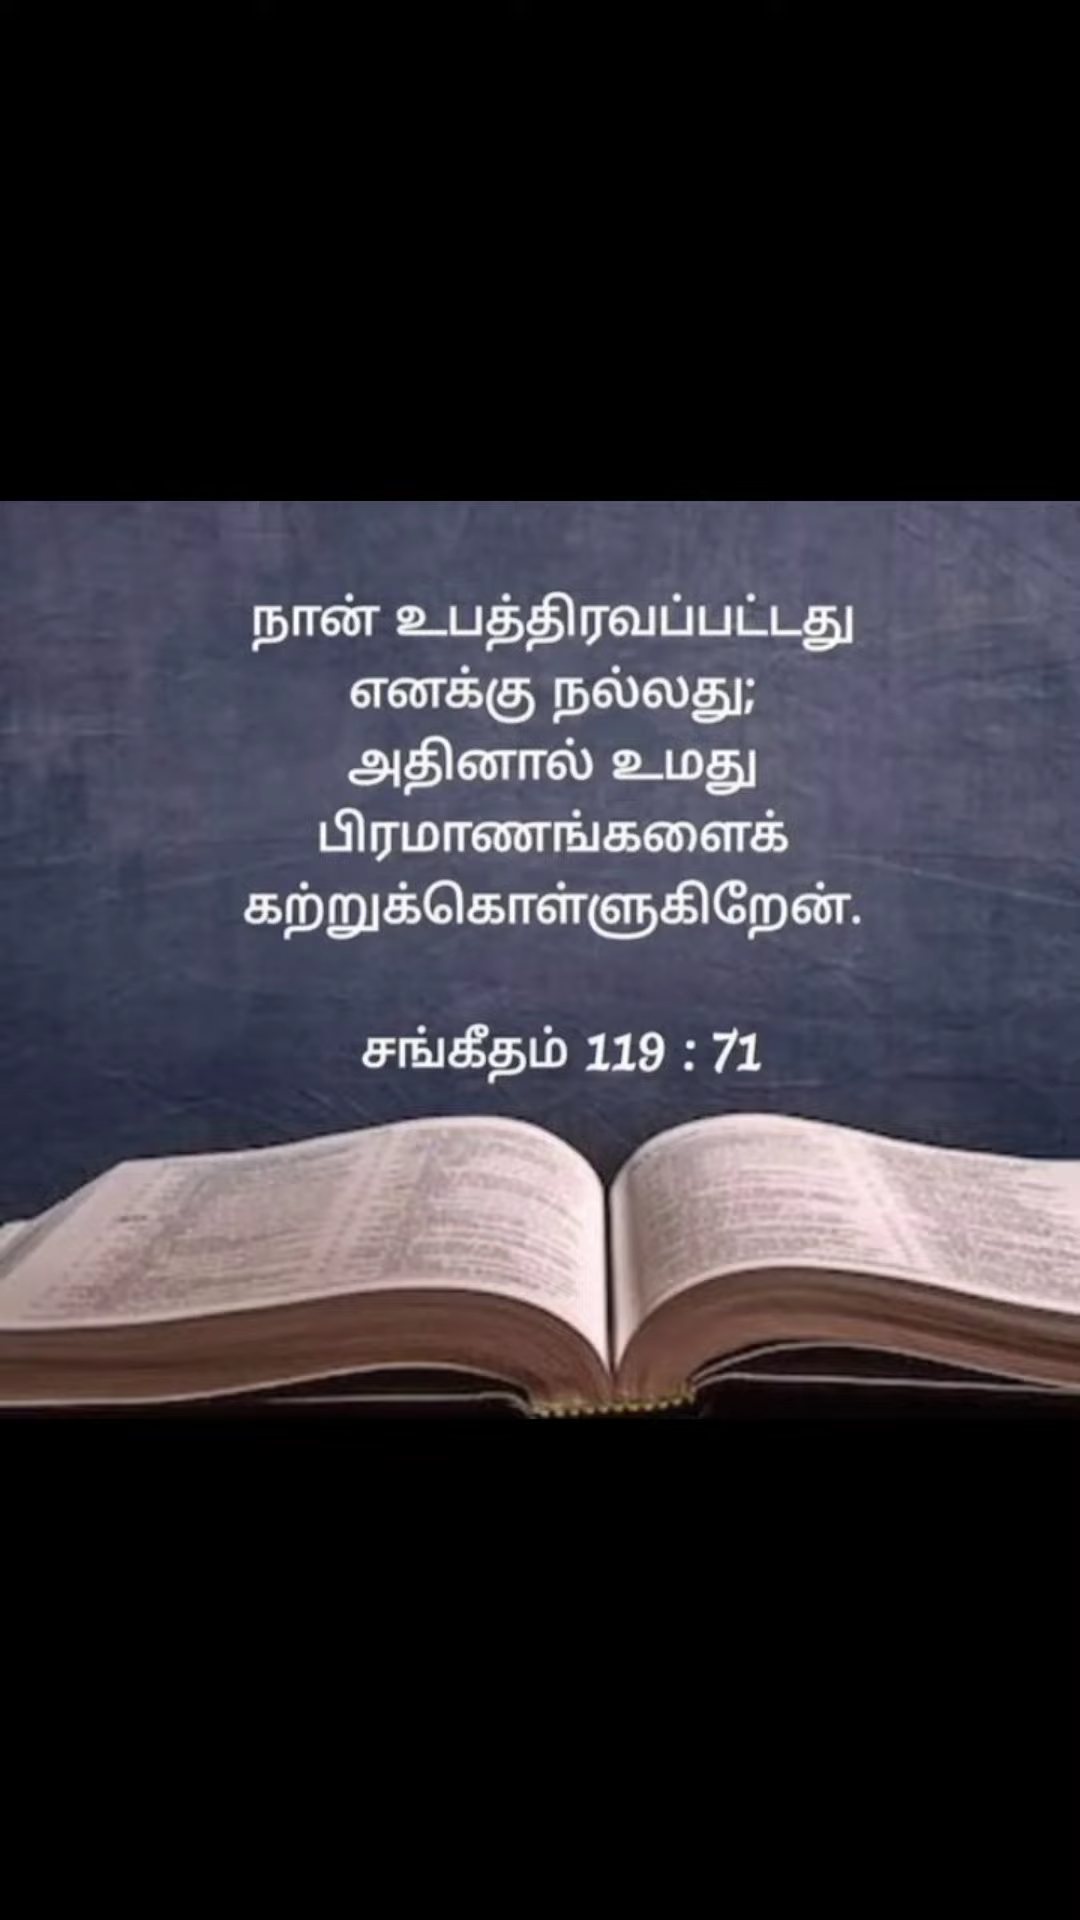 நான் உபத்திரவப்பட்டது
எனக்கு நல்லது;
அதினால் உமது
பிரமாணங்களைக்
கற்றுக்கொள்ளுகிறேன்.
சங்கீதம் 119 : 71